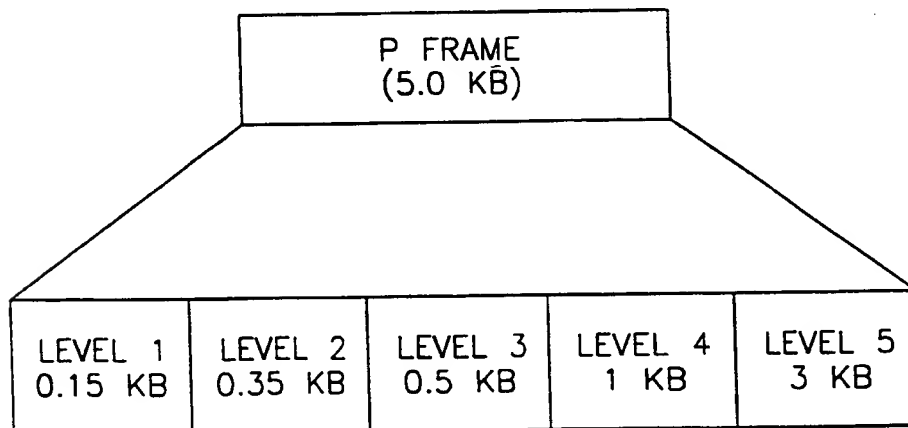 P FRAME
(5.0 KB)
LEVEL 1
0.15 KB
LEVEL 2
0.35 KB
LEVEL 3
0.5 KB
LEVEL 4
1 KB
LEVEL 5
3 KB